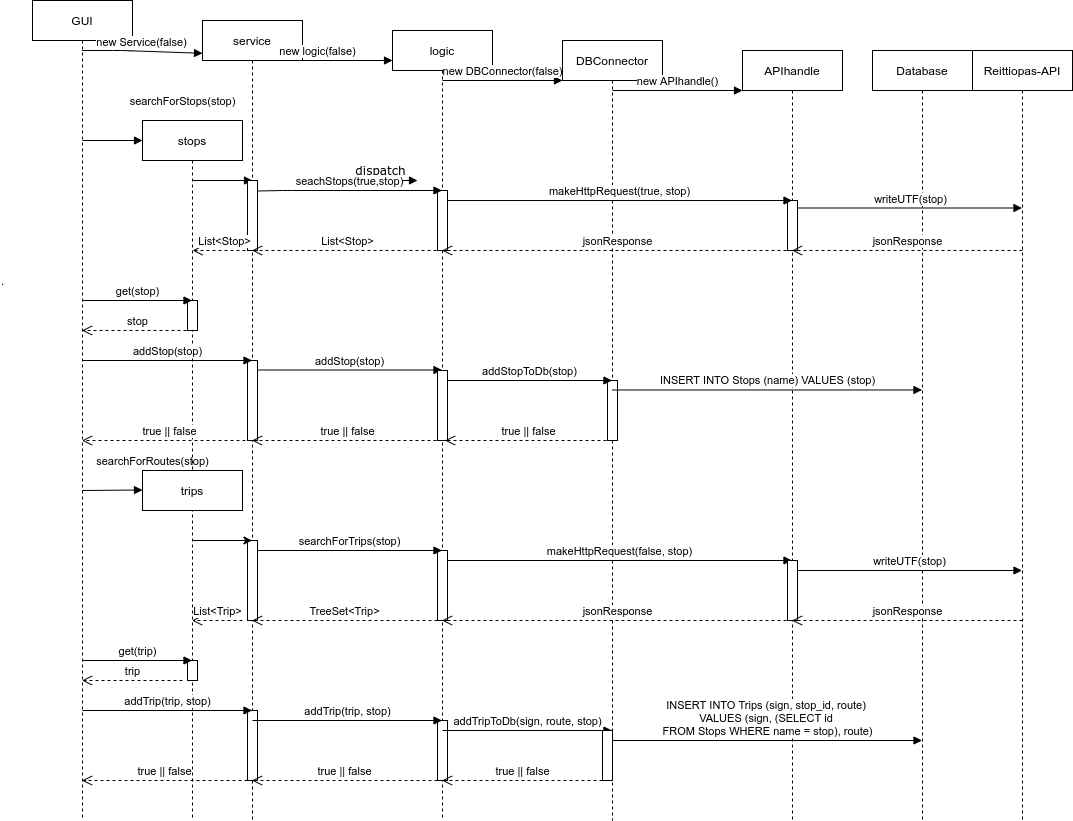 GUI
service
logic
DBConnector
APIhandle
Database
Reittiopas-API
new Service(false)
new logic(false)
new DBConnector(false)
new APIhandle()
searchForStops(stop)
stops
dispatch
seachStops(true,stop)
makeHttpRequest(true, stop)
writeUTF(stop)
List<Stop>
List<Stop>
jsonResponse
jsonResponse
get(stop)
stop
addStop(stop)
addStop(stop)
addStopToDb(stop)
INSERT INTO Stops (name) VALUES (stop)
true || false
true || false
true || false
searchForRoutes(stop)
trips
searchForTrips(stop)
makeHttpRequest(false, stop)
writeUTF(stop)
List<Trip>
TreeSet<Trip>
jsonResponse
jsonResponse
get(trip)
trip
addTrip(trip, stop)
addTrip(trip, stop)
addTripToDb(sign, route, stop)
INSERT INTO Trips (sign, stop_id, route)
VALUES (sign, (SELECT id
FROM Stops WHERE name = stop), route)
true || false
true || false
true || false